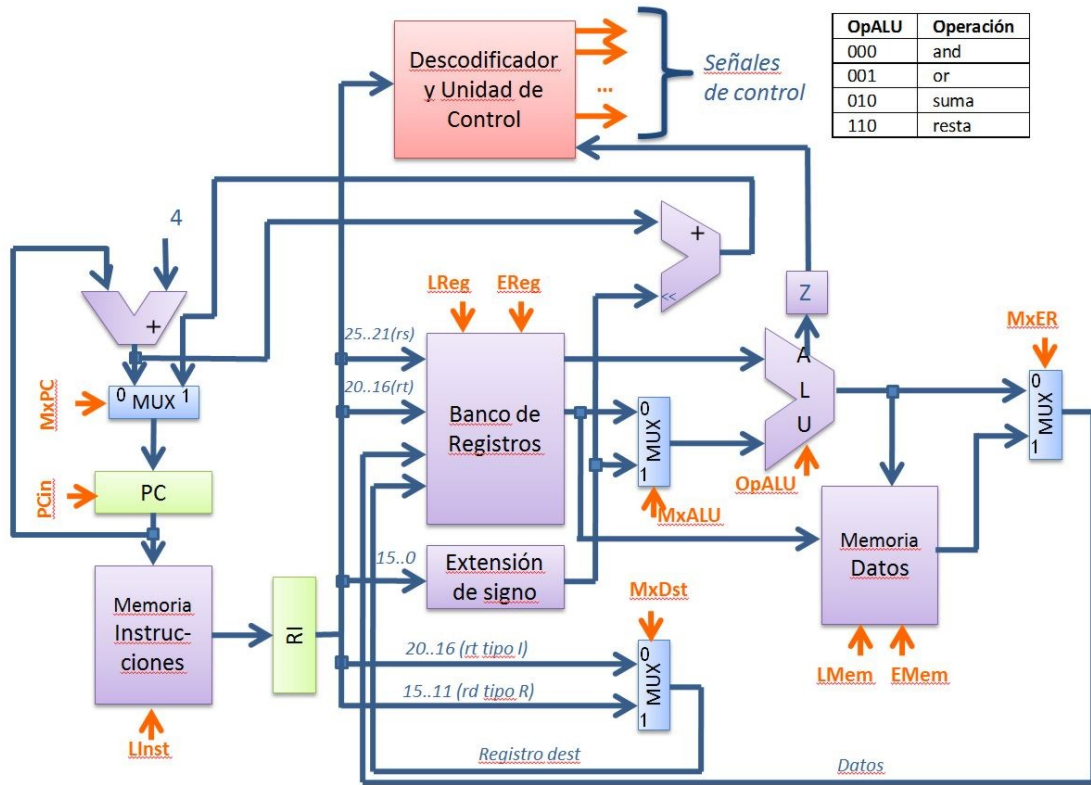 Descodificador
y Unidad de
Control
...
Señales
de control
OpALU Operación
000 and
001 or
010 suma
110 resta
4
+
+
<<
Z
LReg EReg
MxER
25..21(rs)
20..16(rt)
Banco de
Registros
MxPC
0 MUX 1
PCin
PC
0
MUX
1
MxALU
A
L
U
OpALU
0
MUX
1
15..0
Extensión
de signo
Memoria
Datos
LMem EMem
Memoria
Instruc-
ciones
LInst
RI
MxDst
20..16 (rt tipo I)
15..11 (rd tipo R)
0
MUX
1
Registro dest
Datos